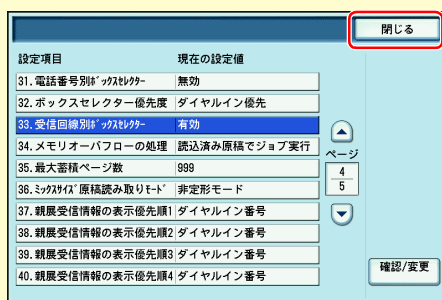 閉じる
設定項目 現在の設定値
31. 電話番号別ﾎﾞｯｸｽｾﾚｸﾀｰ 無効
32. ボックスセレクター優先度 ダイヤルイン優先
33. 受信回線別ﾎﾞｯｸｽｾﾚｸﾀｰ 有効
34. メモリオーバフローの処理 読込済み原稿でジョブ実行
35. 最大蓄積ページ数 999
36. ﾐｯｸｽｻｲｽﾞ原稿読み取りﾓｰﾄﾞ 非定形モード
37. 親展受信情報の表示優先順1 ダイヤルイン番号
38. 親展受信情報の表示優先順2 ダイヤルイン番号
39. 親展受信情報の表示優先順3 ダイヤルイン番号
40. 親展受信情報の表示優先順4 ダイヤルイン番号
ページ
4
5
確認/変更